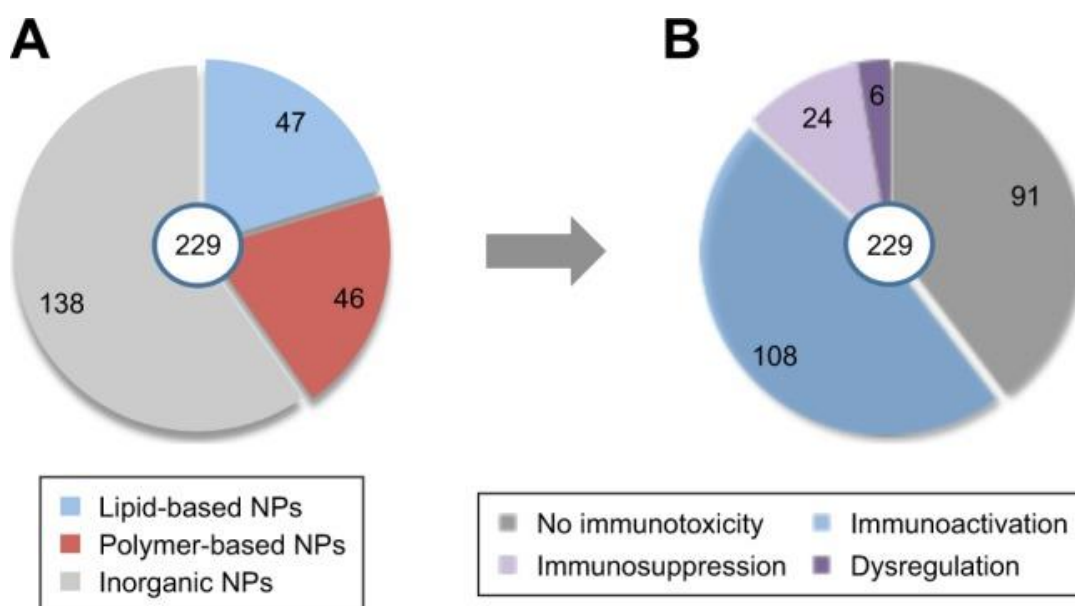 A
47
46
138
229
B
6
24
91
108
229
Lipid-based NPs
Polymer-based NPs
Inorganic NPs
No immunotoxicity Immunoactivation
Immunosuppression Dysregulation